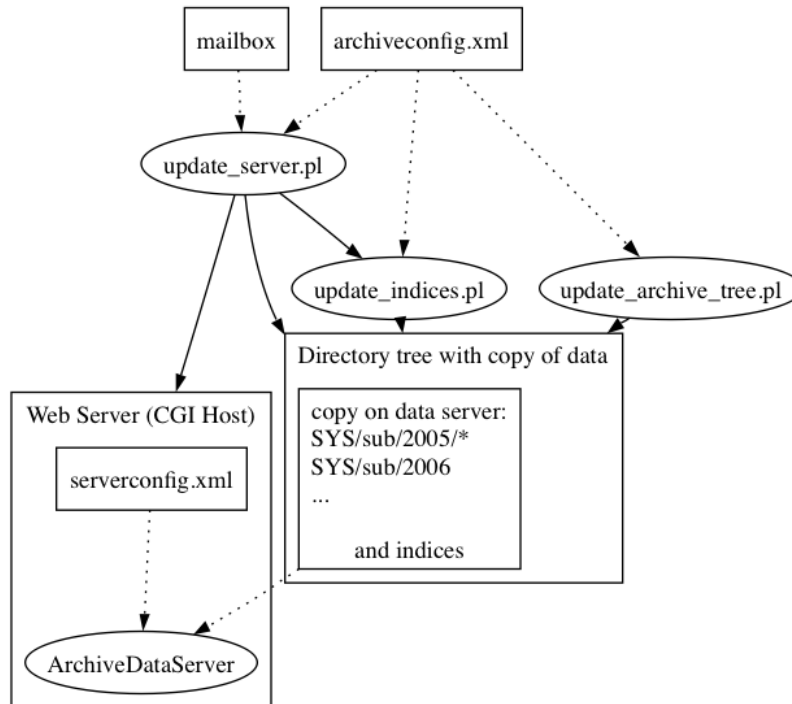 mailbox
archiveconfig.xml
update_server.pl
update_indices.pl
update_archive_tree.pl
Directory tree with copy of data
Web Server (CGI Host)
copy on data server:
SYS/sub/2005/*
SYS/sub/2006
...
and indices
serverconfig.xml
ArchiveDataServer